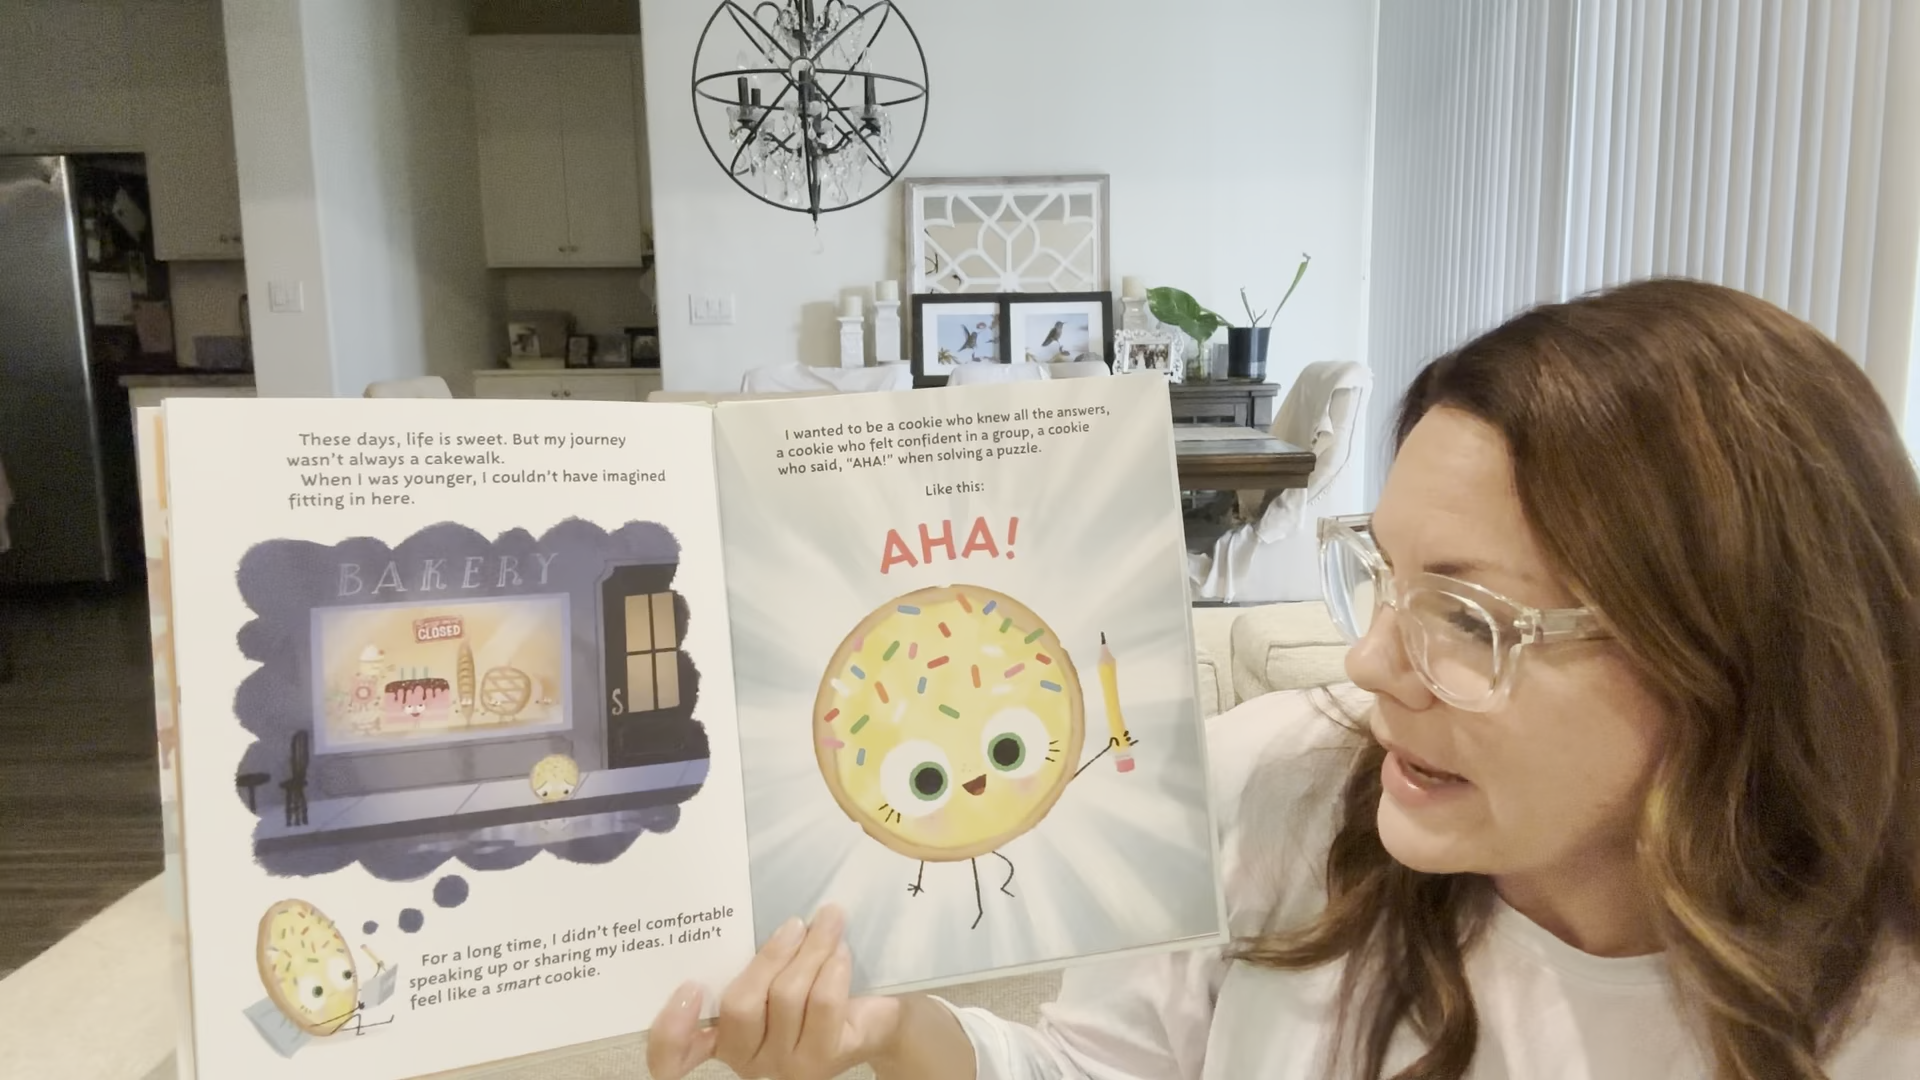 These days, life is sweet. But my journey
wasn't always a cakewalk.
When I was younger, I couldn't have imagined
fitting in here.
BAKERY
CLOSED
S
For a long time, I didn't feel comfortable
speaking up or sharing my ideas. I didn't
feel like a smart cookie.
I wanted to be a cookie who knew all the answers,
a cookie who felt confident in a group, a cookie
who said, “AHA!” when solving a puzzle.
Like this:
AHA!